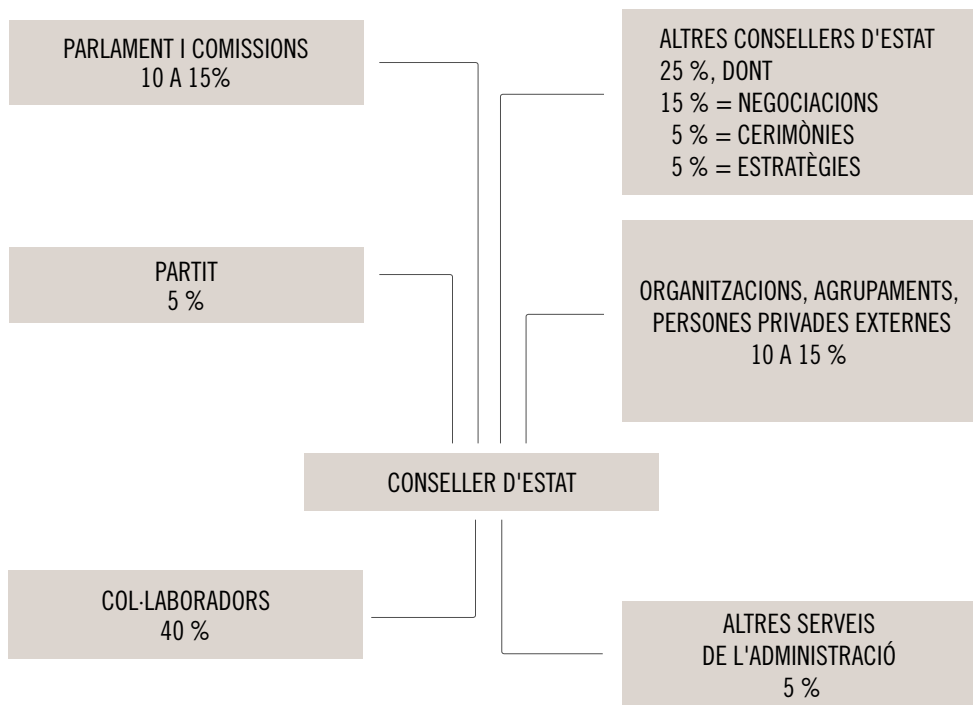 PARLAMENT I COMISSIONS
10 A 15%
ALTRES CONSELLERS D'ESTAT
25 %, DONT
15 % = NEGOCIACIONS
5 % = CERIMÒNIES
5 % = ESTRATÈGIES
PARTIT
5 %
ORGANITZACIONS, AGRUPAMENTS,
PERSONES PRIVADES EXTERNES
10 A 15 %
CONSELLER D'ESTAT
COL·LABORADORS
40 %
ALTRES SERVEIS
DE L'ADMINISTRACIÓ
5 %